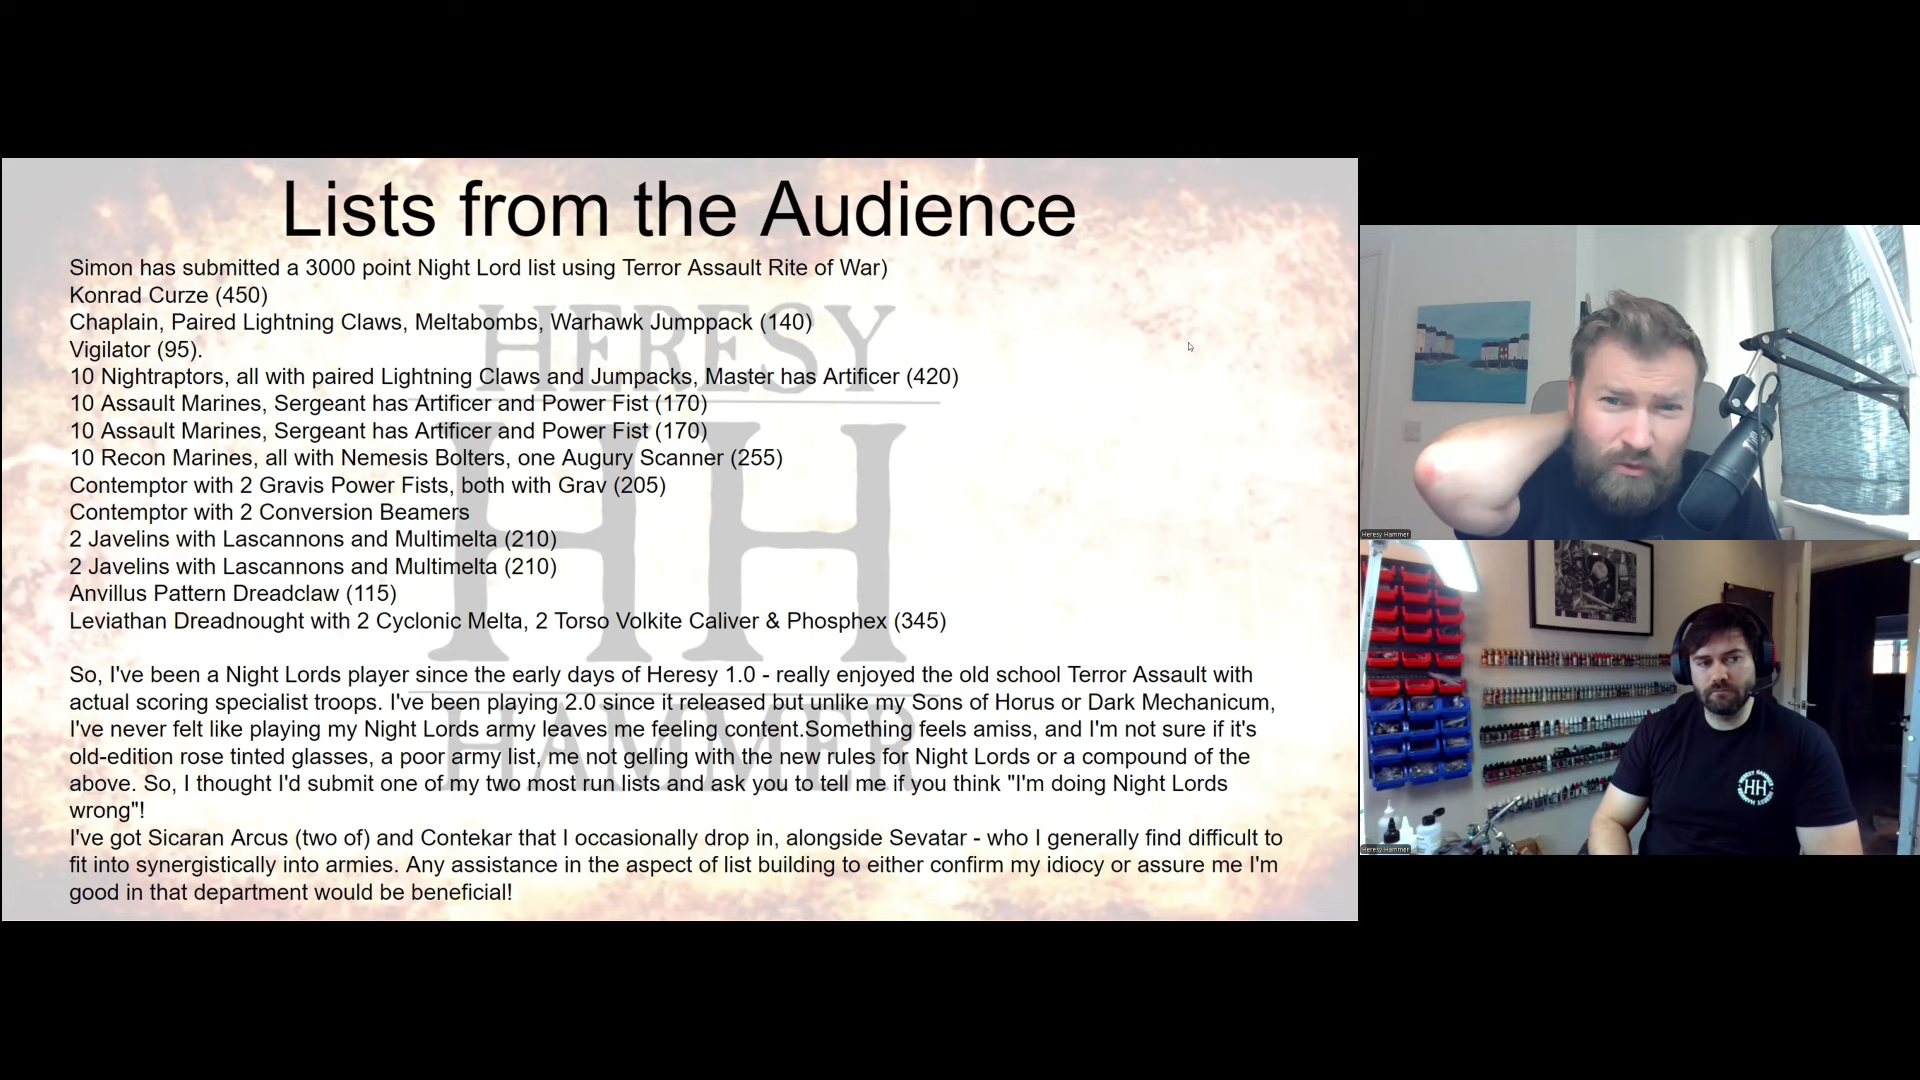 Lists from the Audience
Simon has submitted a 3000 point Night Lord list using Terror Assault Rite of War)
Konrad Curze (450)
Chaplain, Paired Lightning Claws, Meltabombs, Warhawk Jumppack (140)
Vigilator (95).
10 Nightraptors, all with paired Lightning Claws and Jumpacks, Master has Artificer (420)
10 Assault Marines, Sergeant has Artificer and Power Fist (170)
10 Assault Marines, Sergeant has Artificer and Power Fist (170)
10 Recon Marines, all with Nemesis Bolters, one Augury Scanner (255)
Contemptor with 2 Gravis Power Fists, both with Grav (205)
Contemptor with 2 Conversion Beamers
2 Javelins with Lascannons and Multimelta (210)
2 Javelins with Lascannons and Multimelta (210)
Anvillus Pattern Dreadclaw (115)
Leviathan Dreadnought with 2 Cyclonic Melta, 2 Torso Volkite Caliver & Phosphex (345)
So, I've been a Night Lords player since the early days of Heresy 1.0 - really enjoyed the old school Terror Assault with
actual scoring specialist troops. I've been playing 2.0 since it released but unlike my Sons of Horus or Dark Mechanicum,
I've never felt like playing my Night Lords army leaves me feeling content.Something feels amiss, and I'm not sure if it's
old-edition rose tinted glasses, a poor army list, me not gelling with the new rules for Night Lords or a compound of the
above. So, I thought I'd submit one of my two most run lists and ask you to tell me if you think "I'm doing Night Lords
wrong"!
I've got Sicaran Arcus (two of) and Contekar that I occasionally drop in, alongside Sevatar - who I generally find difficult to
fit into synergistically into armies. Any assistance in the aspect of list building to either confirm my idiocy or assure me I'm
good in that department would be beneficial!
HERESY
HH
HAMMER
Heresy Hammer
HH
Heresy Hammer